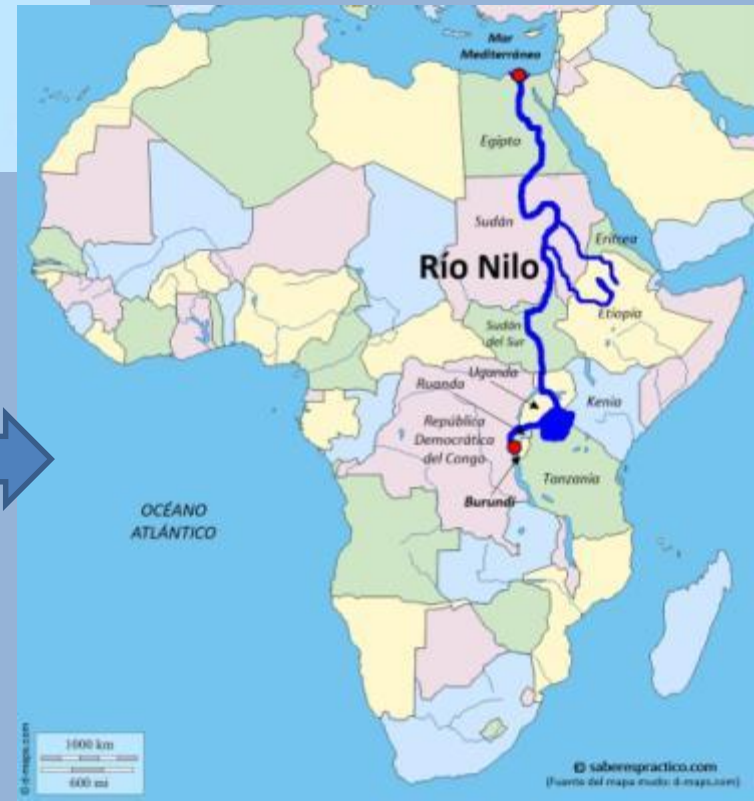 Mar
Mediterráneo
Egipto
Sudán
Eritrea
Río Nilo
Etiopía
Sudán
del Sur
Uganda
Ruanda
Kenia
República
Democrática
del Congo
Tanzania
Burundi
OCÉANO
ATLÁNTICO
1000 km
600 mi
© d-maps.com
© saberespractico.com
(Fuente del mapa mudo: d-maps.com)